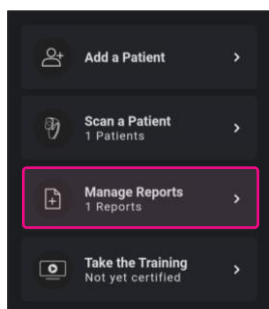 Add a Patient
Scan a Patient
1 Patients
Manage Reports
1 Reports
Take the Training
Not yet certified